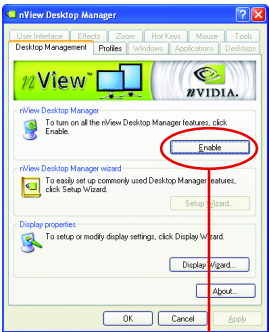 nView Desktop Manager
User Interface Effects Zoom Hot Keys Mouse Tools
Desktop Management Profiles Windows Applications Desktops
nView™
nVIDIA.
nView Desktop Manager
To turn on all the nView Desktop Manager features, click
Enable.
Enable
nView Desktop Manager wizard
To easily set up commonly used Desktop Manager features,
click Setup Wizard.
Setup Wizard...
Display properties
To setup or modify display settings, click Display Wizard.
Display Wizard...
About...
OK Cancel Apply